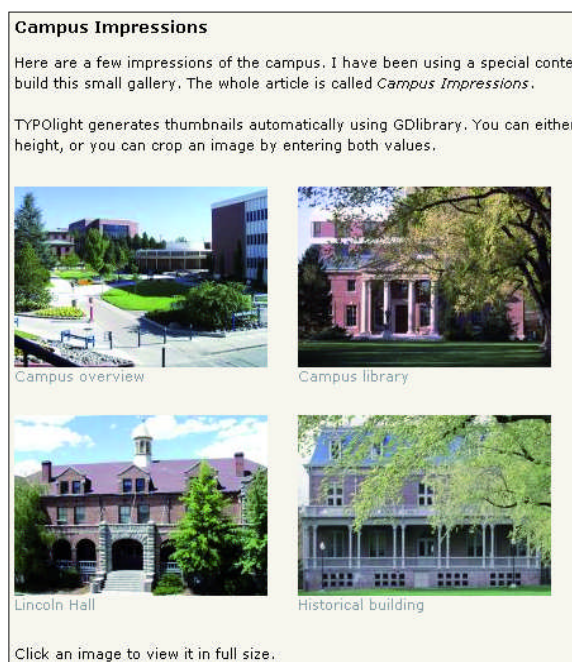 Campus Impressions
Here are a few impressions of the campus. I have been using a special conte
build this small gallery. The whole article is called Campus Impressions.
TYPOlight generates thumbnails automatically using GDlibrary. You can either
height, or you can crop an image by entering both values.
Campus overview
Campus library
Lincoln Hall
Historical building
Click an image to view it in full size.